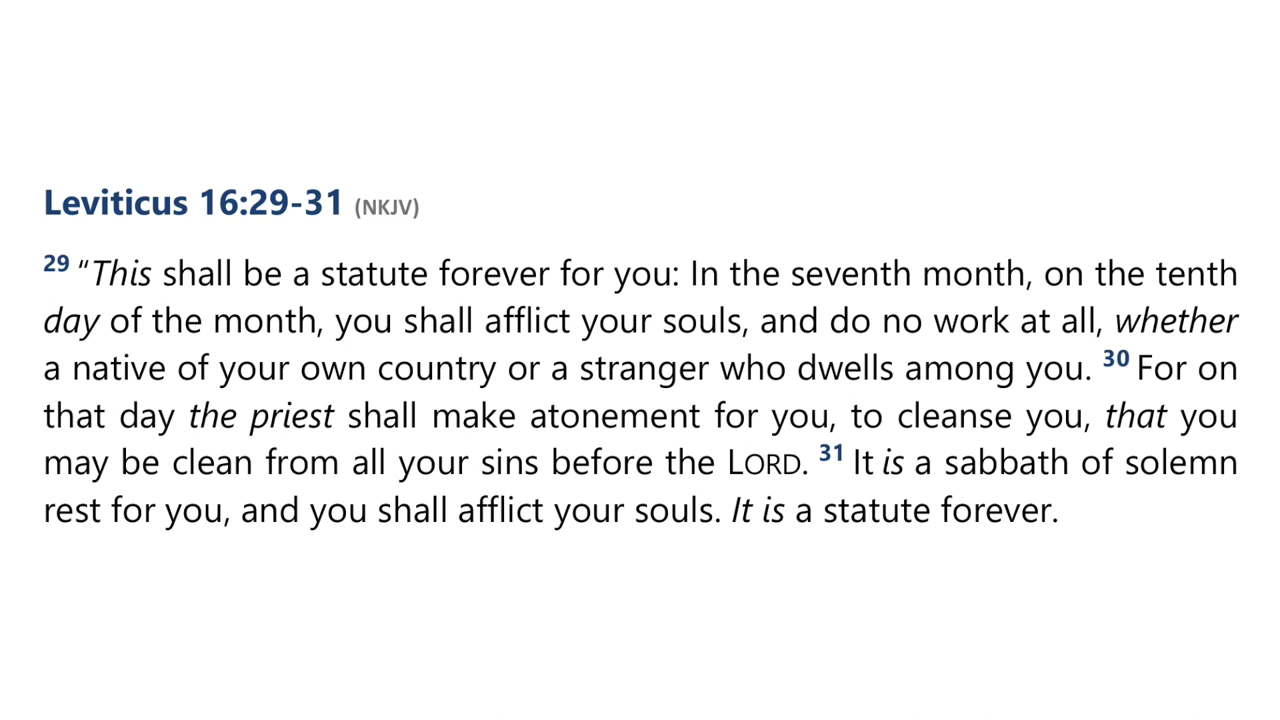 Leviticus 16:29-31 (NKJV)
29 “This shall be a statute forever for you: In the seventh month, on the tenth
day of the month, you shall afflict your souls, and do no work at all, whether
a native of your own country or a stranger who dwells among you. 30 For on
that day the priest shall make atonement for you, to cleanse you, that you
may be clean from all your sins before the LORD. 31 It is a sabbath of solemn
rest for you, and you shall afflict your souls. It is a statute forever.